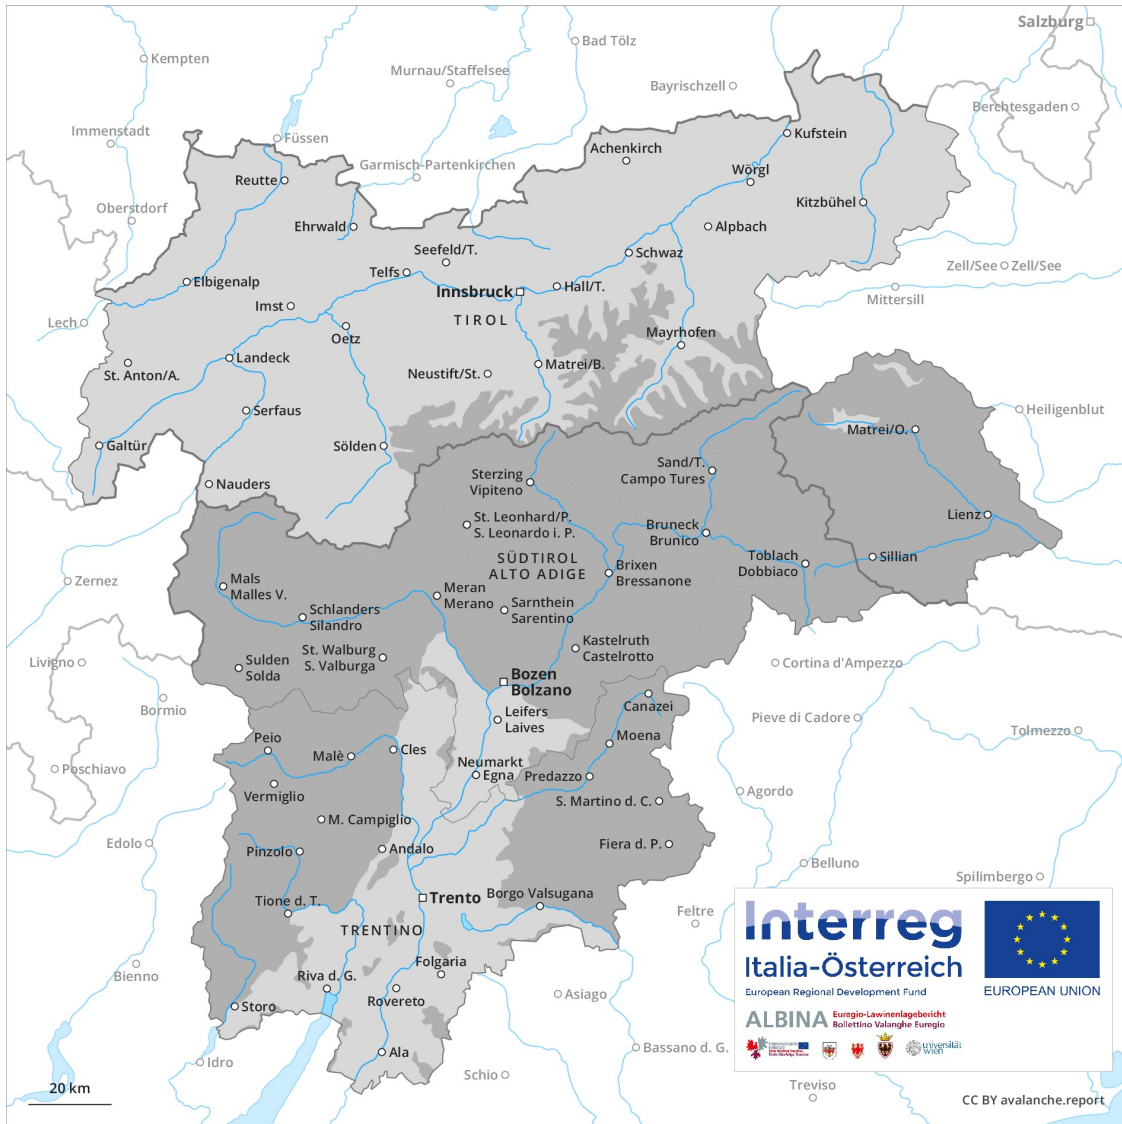 Salzburg
Bad Tölz
Kempten
Murnau/Staffelsee
Bayrischzell
Berchtesgaden
Immenstadt
Füssen
Kufstein
Achenkirch
Garmisch-Partenkirchen
Wörgl
Reutte
Kitzbühel
Oberstdorf
Ehrwald
Alpbach
Seefeld/T.
Schwaz
Telfs
Zell/See
Zell/See
Elbigenalp
Hall/T.
Innsbruck
Mittersill
Imst
TIROL
Lech
Oetz
Mayrhofen
Landeck
Matrei/B.
St. Anton/A.
Neustift/St.
Serfaus
Heiligenblut
Matrei/O.
Galtür
Sölden
Sand/T.
Campo Tures
Sterzing
Vipiteno
Nauders
St. Leonhard/P.
S. Leonardo i. P.
Lienz
Bruneck
Brunico
SÜDTIROL
ALTO ADIGE
Toblach
Dobbiaco
Sillian
Brixen
Bressanone
Zernez
Mals
Malles V.
Meran
Merano
Sarnthein
Sarentino
Schlanders
Silandro
Kastelruth
Castelrotto
St. Walburg
S. Valburga
Livigno
Sulden
Solda
Cortina d'Ampezzo
Bozen
Bolzano
Bormio
Canazei
Leifers
Laives
Pieve di Cadore
Tolmezzo
Moena
Peio
Malè
Cles
Neumarkt
Egna
Predazzo
Poschiavo
Vermiglio
Agordo
S. Martino d. C.
M. Campiglio
Edolo
Fiera d. P.
Pinzolo
Andalo
Belluno
Spilimbergo
Tione d. T.
Trento
Borgo Valsugana
Feltre
TRENTINO
Folgaria
Bienno
Riva d. G.
Rovereto
Asiago
Storo
Bassano d. G.
Ala
Idro
Schio
Treviso
Interreg
Italia-Österreich
European Regional Development Fund
EUROPEAN UNION
ALBINA
Euregio-Lawinenlagebericht
Bollettino Valanghe Euregio
universität
wien
20 km
CC BY avalanche.report